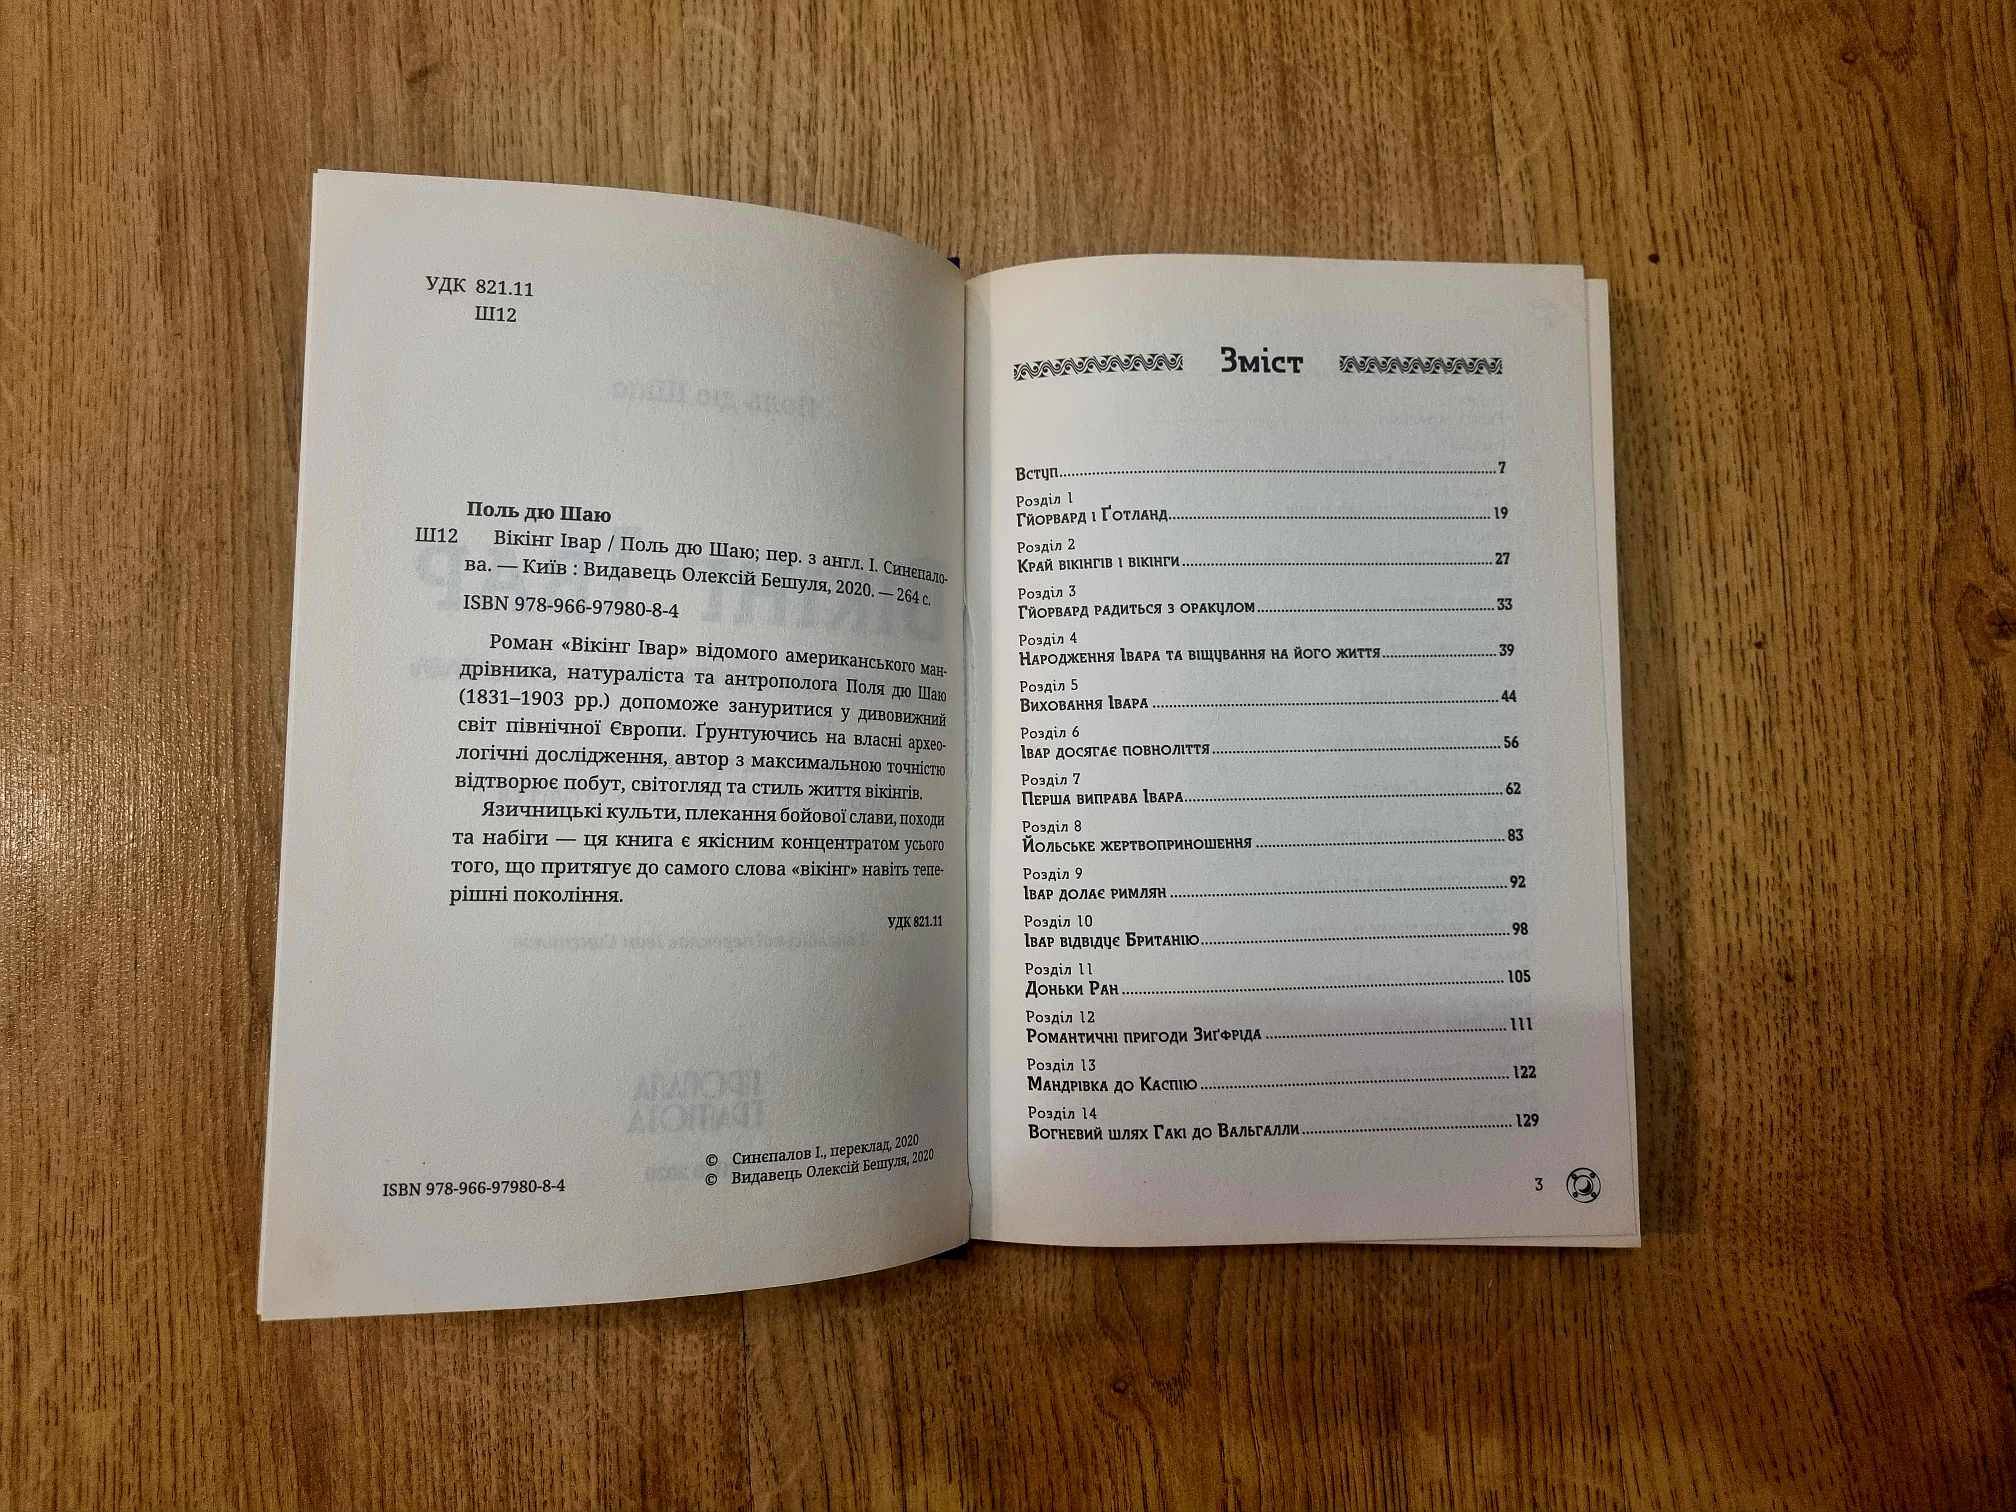 УДК 821.11
Ш12
Поль дю Шаю
Ш12 Вікінг Івар / Поль дю Шаю; пер. з англ. І. Синєпало-
ва. — Київ : Видавець Олексій Бешуля, 2020. — 264 с.
ISBN 978-966-97980-8-4
Роман «Вікінг Івар» відомого американського ман-
дрівника, натураліста та антрополога Поля дю Шаю
(1831–1903 рр.) допоможе зануритися у дивовижний
світ північної Європи. Ґрунтуючись на власні архео-
логічні дослідження, автор з максимальною точністю
відтворює побут, світогляд та стиль життя вікінгів.
Язичницькі культи, плекання бойової слави, походи
та набіги — ця книга є якісним концентратом усього
того, що притягує до самого слова «вікінг» навіть тепе-
рішні покоління.
УДК 821.11
© Синєпалов І., переклад, 2020
© Видавець Олексій Бешуля, 2020
ISBN 978-966-97980-8-4
Зміст
Вступ 7
Розділ 1
Гйорвард і Ґотланд 19
Розділ 2
Край вікінгів і вікінги 27
Розділ 3
Гйорвард радиться з оракулом 33
Розділ 4
Народження Івара та віщування на його життя 39
Розділ 5
Виховання Івара 44
Розділ 6
Івар досягає повноліття 56
Розділ 7
Перша виправа Івара 62
Розділ 8
Йольське жертвоприношення 83
Розділ 9
Івар долає римлян 92
Розділ 10
Івар відвідує Британію 98
Розділ 11
Доньки Ран 105
Розділ 12
Романтичні пригоди Зиґфріда 111
Розділ 13
Мандрівка до Каспію 122
Розділ 14
Вогневий шлях Гакі до Вальгалли 129
3